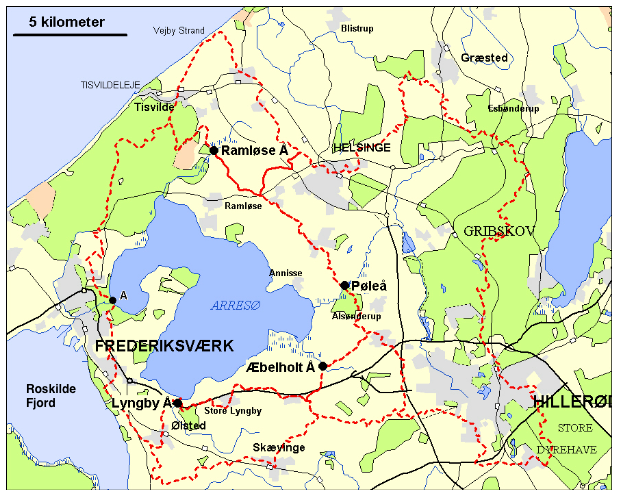 5 kilometer
Vejby Strand
Blistrup
Græsted
TISVILDELEJE
Tisvilde
Esbønderup
Ramløse Å
HELSINGE
Ramløse
GRIBSKOV
Annisse
Pøleå
A
ARRESØ
Alsønderup
FREDERIKSVÆRK
Æbelholt Å
Roskilde
Fjord
Lyngby Å
Store Lyngby
HILLERØD
Ølsted
STORE
DYREHAVE
Skævinge